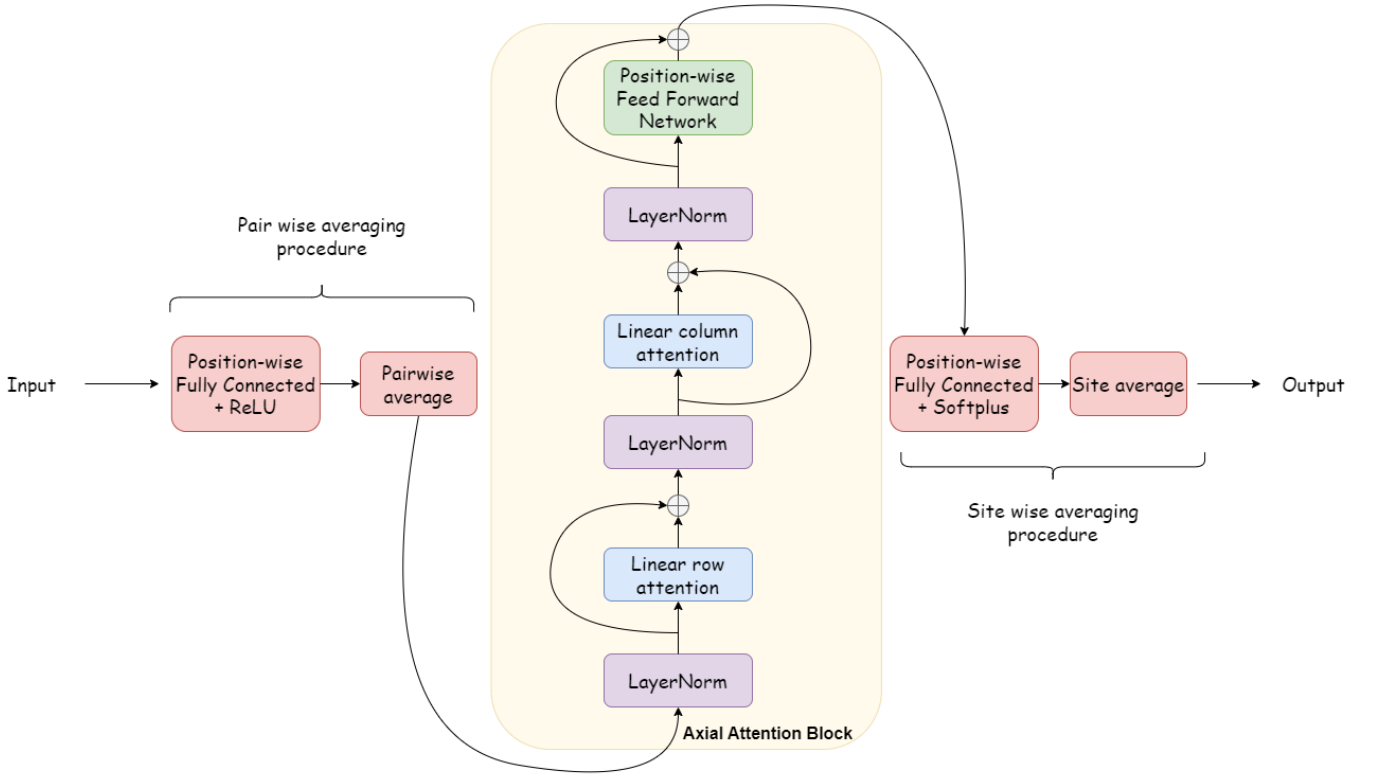 Input
Pair wise averaging
procedure
Position-wise
Fully Connected
+ ReLU
Pairwise
average
Position-wise
Feed Forward
Network
LayerNorm
Linear column
attention
LayerNorm
Linear row
attention
LayerNorm
Axial Attention Block
Position-wise
Fully Connected
+ Softplus
Site average
Output
Site wise averaging
procedure